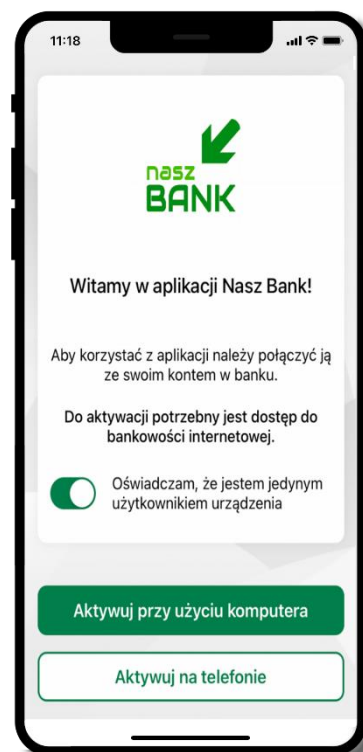 11:18
nasz
BANK
Witamy w aplikacji Nasz Bank!
Aby korzystać z aplikacji należy połączyć ją
ze swoim kontem w banku.
Do aktywacji potrzebny jest dostęp do
bankowości internetowej.
Oświadczam, że jestem jedynym
użytkownikiem urządzenia
Aktywuj przy użyciu komputera
Aktywuj na telefonie